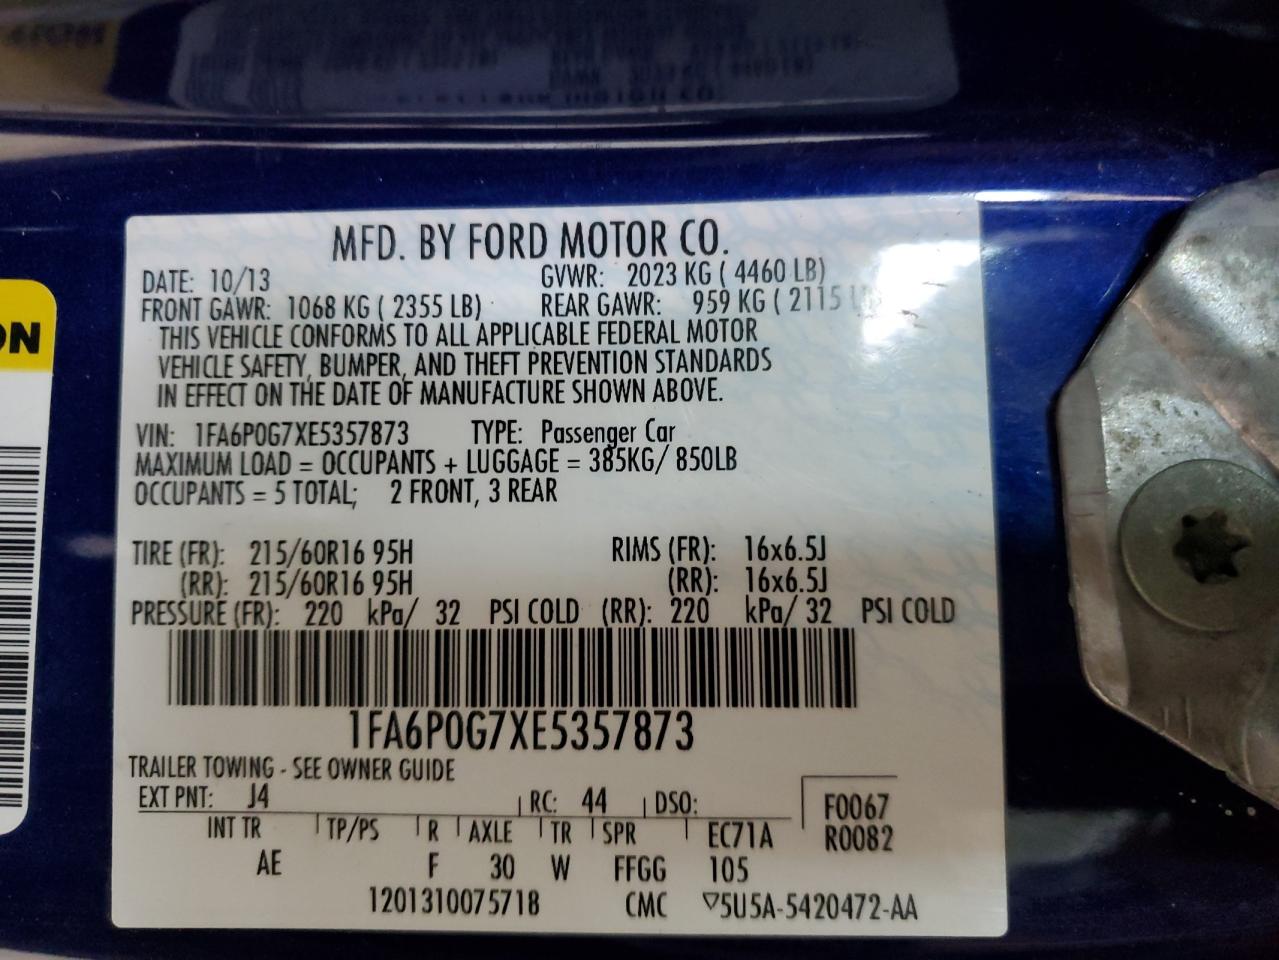 ON
MFD. BY FORD MOTOR CO.
DATE: 10/13 GVWR: 2023 KG ( 4460 LB)
FRONT GAWR: 1068 KG ( 2355 LB) REAR GAWR: 959 KG ( 2115
THIS VEHICLE CONFORMS TO ALL APPLICABLE FEDERAL MOTOR
VEHICLE SAFETY, BUMPER, AND THEFT PREVENTION STANDARDS
IN EFFECT ON THE DATE OF MANUFACTURE SHOWN ABOVE.
VIN: 1FA6P0G7XE5357873 TYPE: Passenger Car
MAXIMUM LOAD = OCCUPANTS + LUGGAGE = 385KG/ 850LB
OCCUPANTS = 5 TOTAL; 2 FRONT, 3 REAR
TIRE (FR): 215/60R16 95H RIMS (FR): 16x6.5J
(RR): 215/60R16 95H (RR): 16x6.5J
PRESSURE (FR): 220 kPa/ 32 PSI COLD (RR): 220 kPa/ 32 PSI COLD
1FA6P0G7XE5357873
TRAILER TOWING - SEE OWNER GUIDE
EXT PNT: J4 RC: 44 DSO: F0067
INT TR TP/PS R AXLE TR SPR EC71A R0082
AE F 30 W FFGG 105
1201310075718 CMC ▽5U5A-5420472-AA